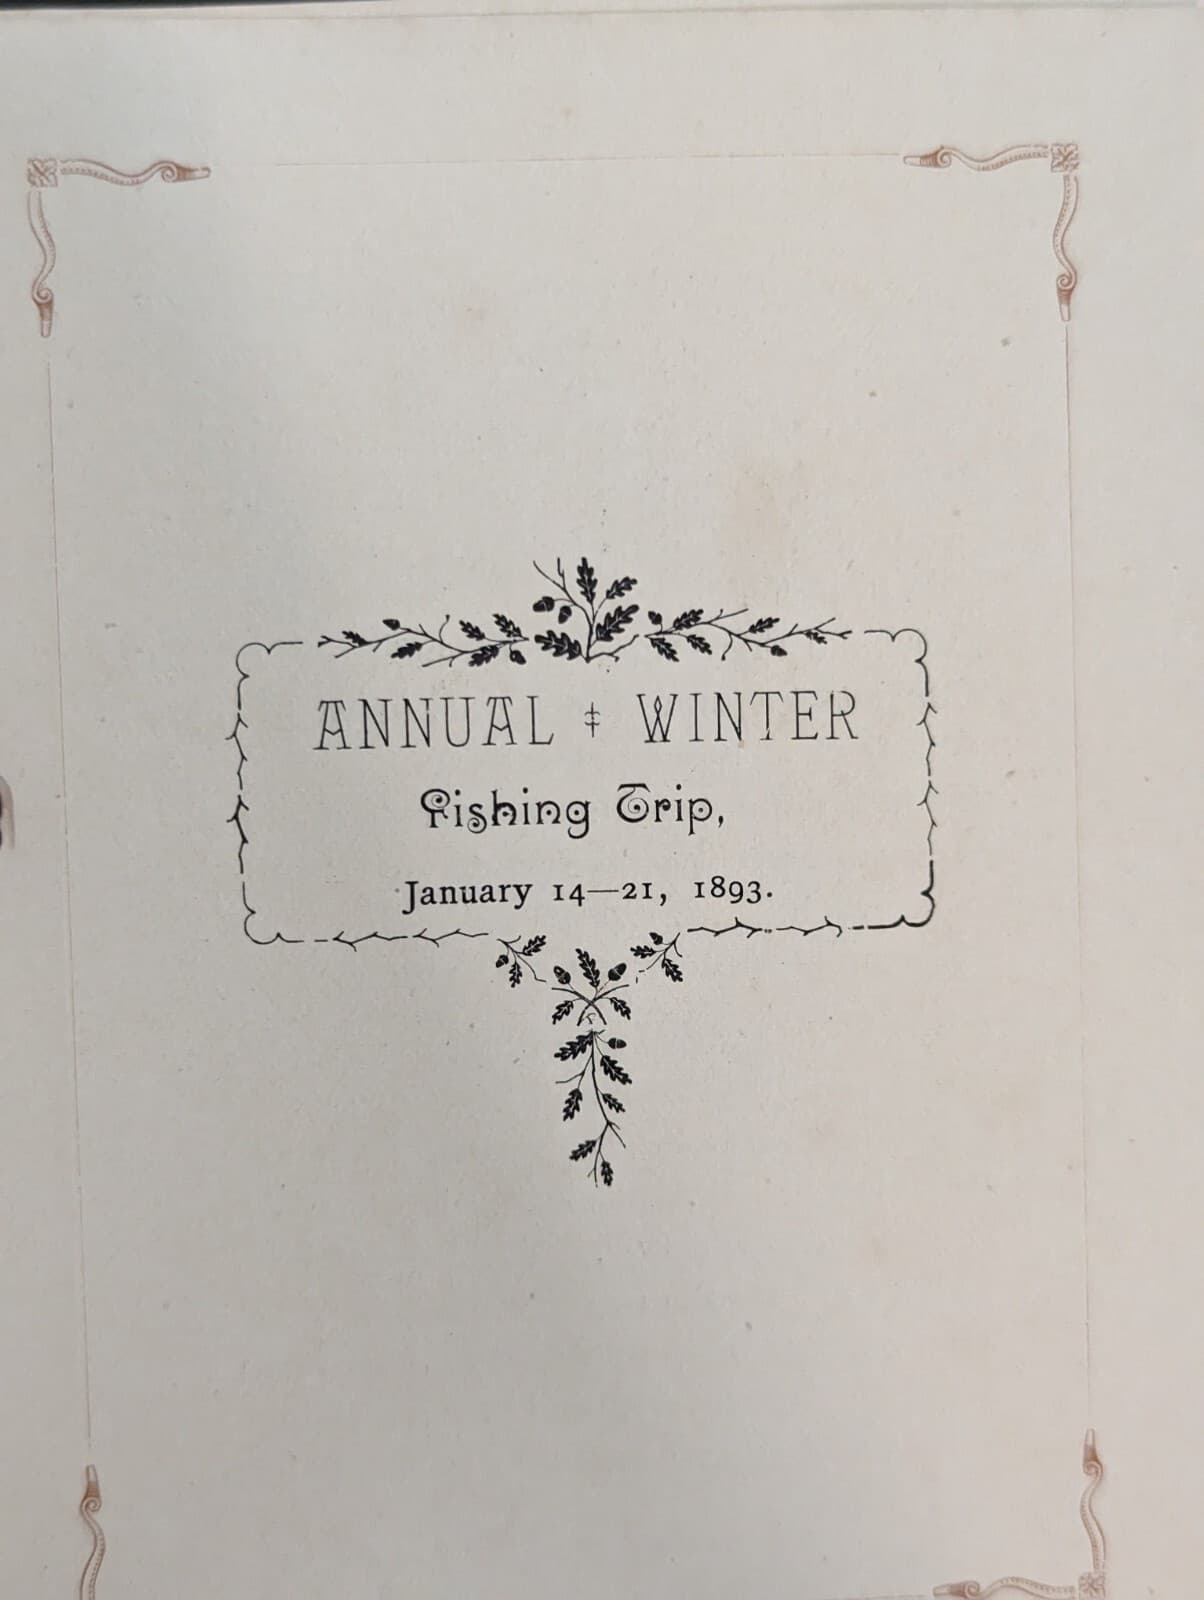 ANNUAL ⹋ WINTER
Fishing Trip,
January 14—21, 1893.